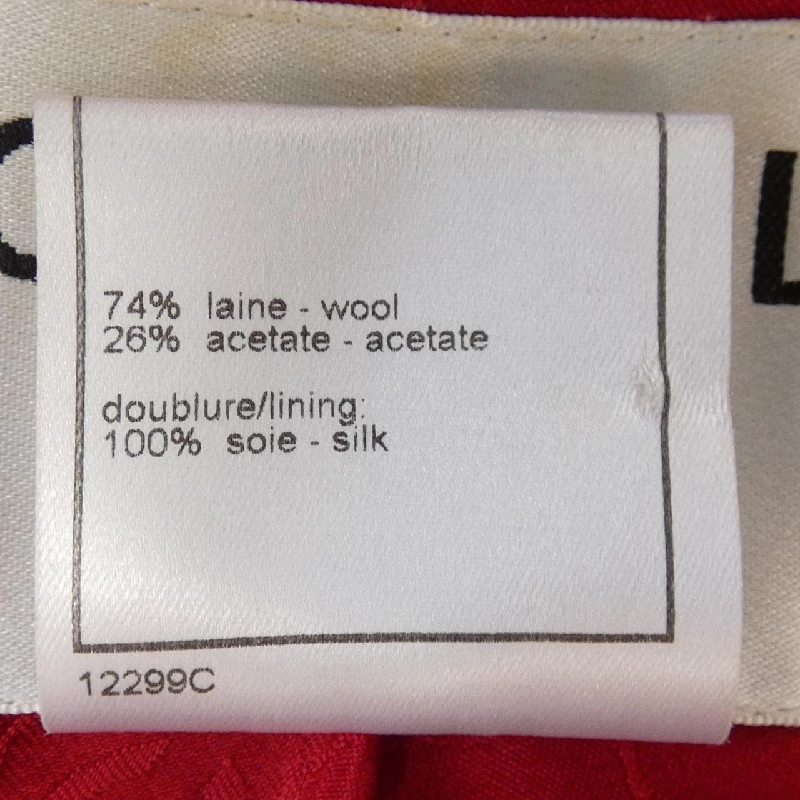 74% laine - wool
26% acetate - acetate
doublure/lining:
100% soie - silk
12299C
L